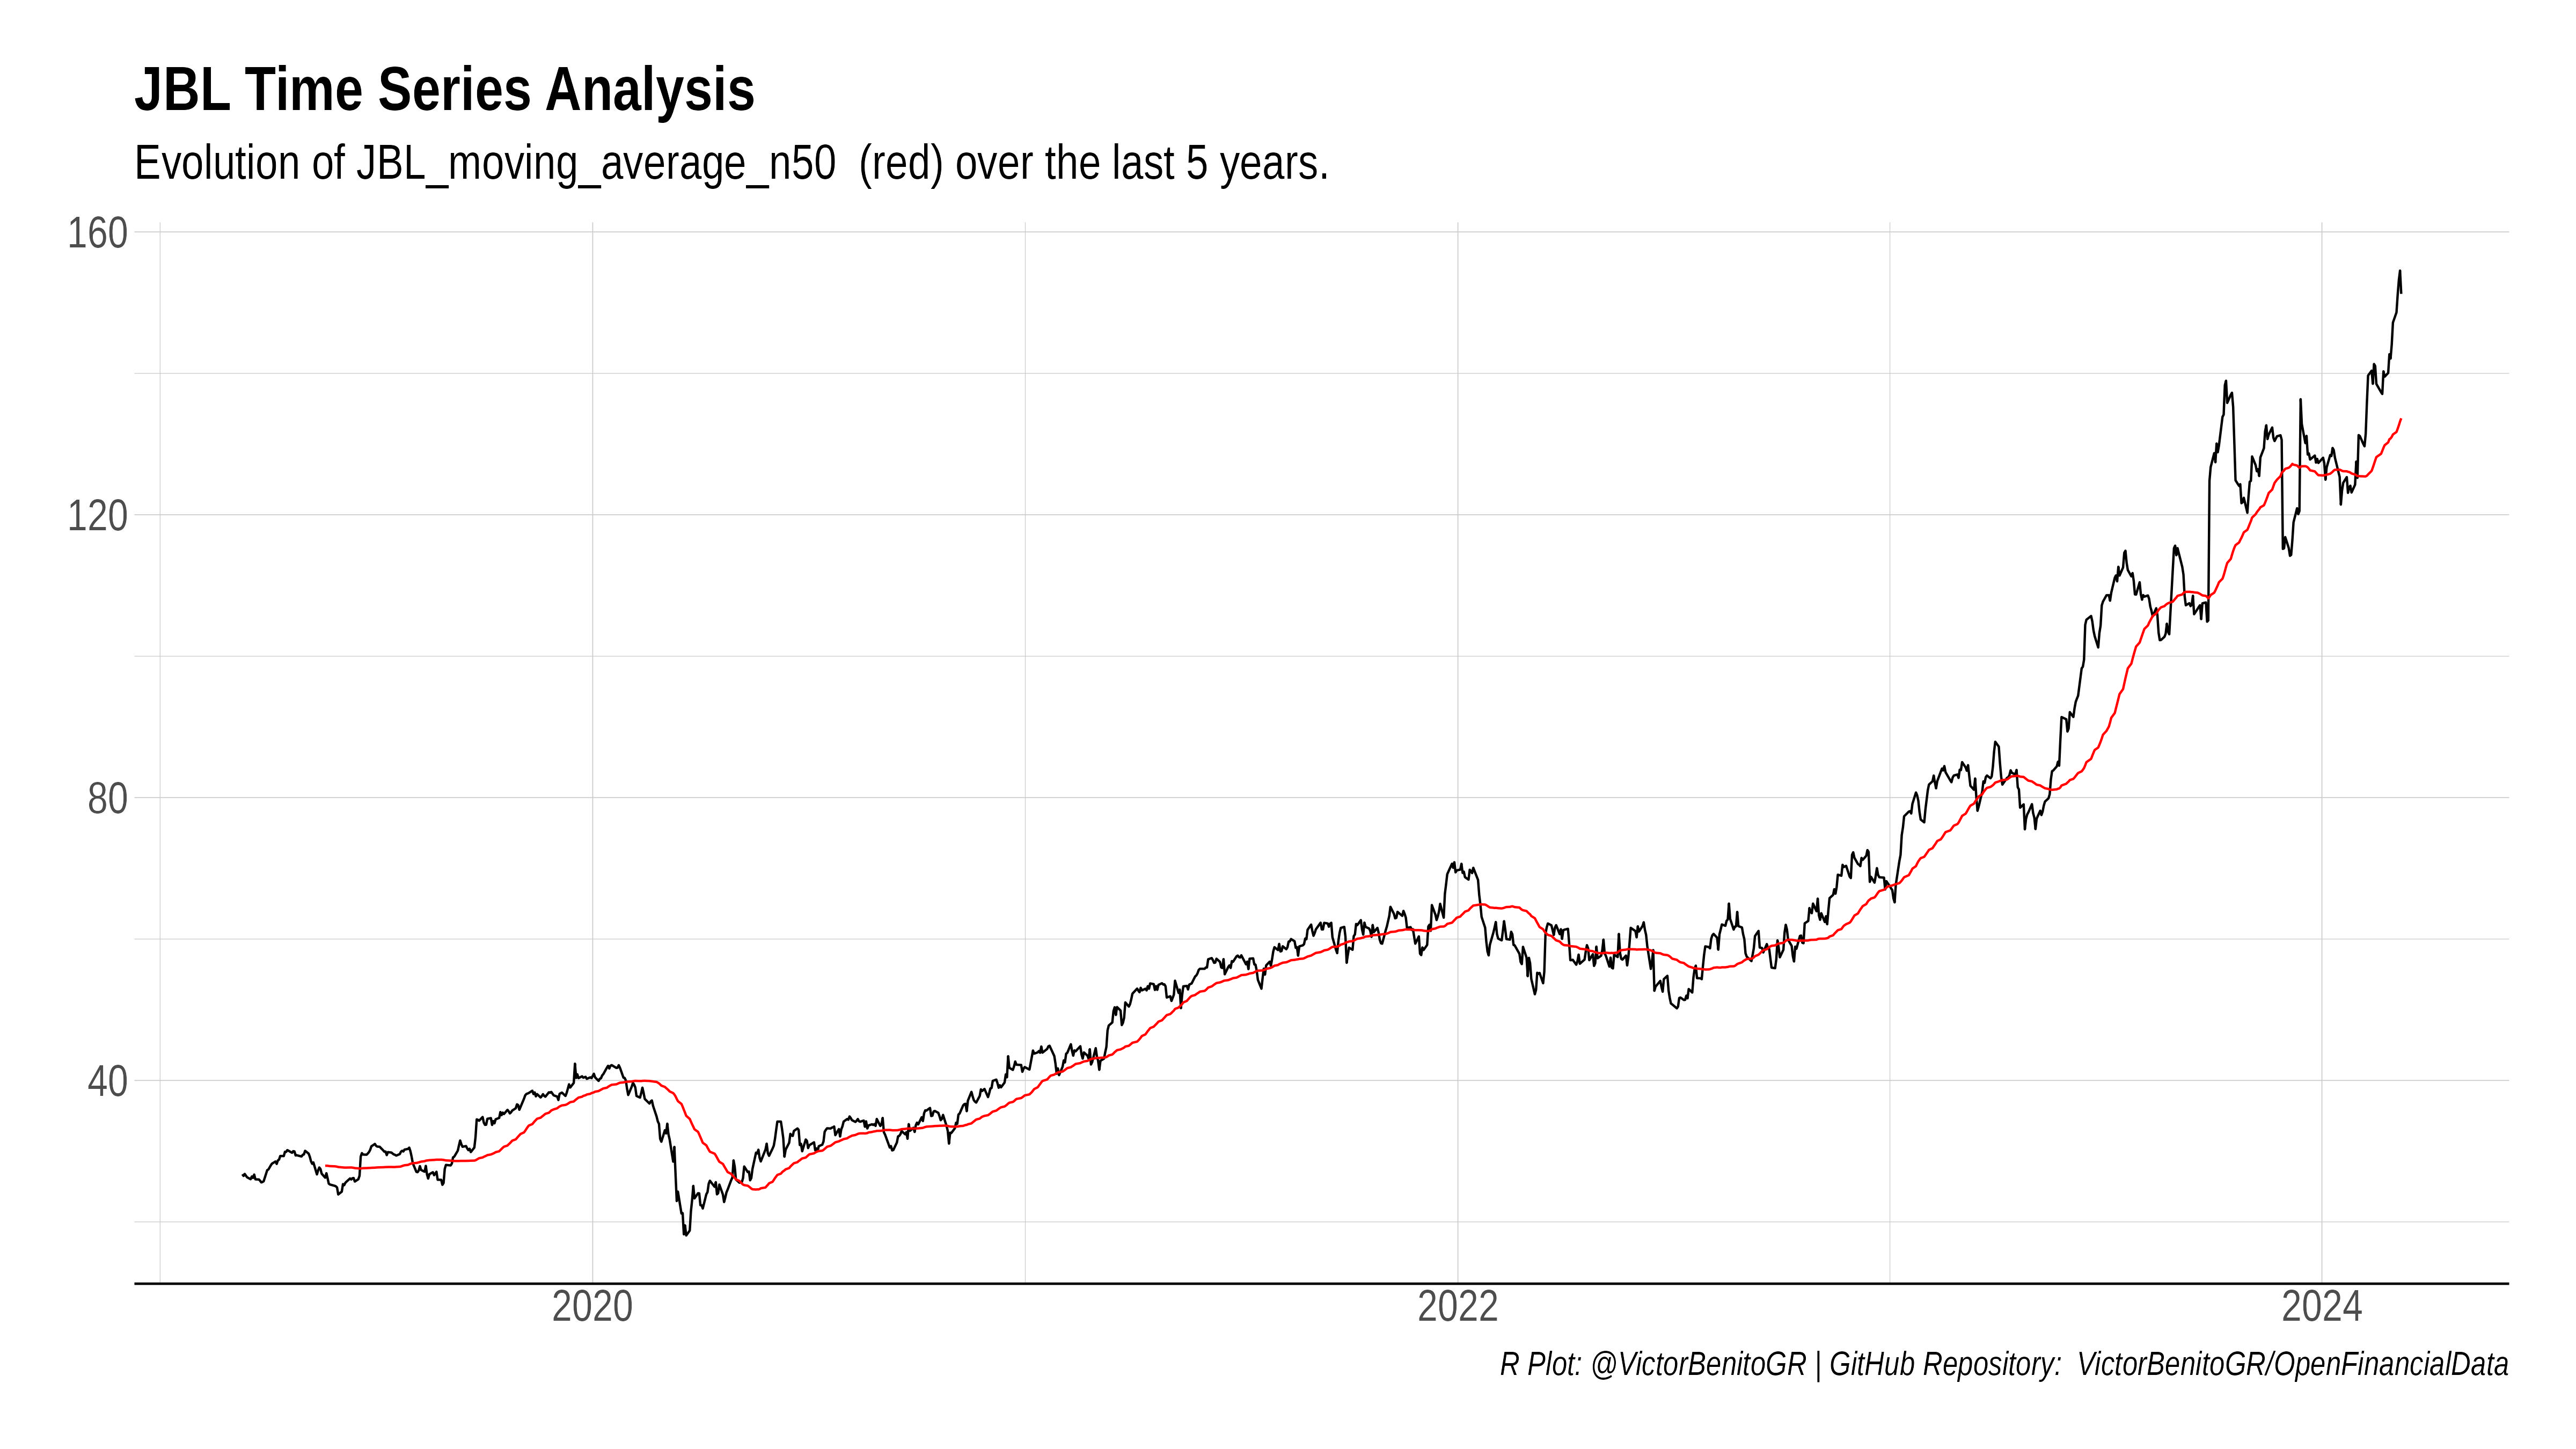 JBL Time Series Analysis
Evolution of JBL_moving_average_n50  (red) over the last 5 years.
160
120
80
40
2020 2022 2024
R Plot: @VictorBenitoGR | GitHub Repository:  VictorBenitoGR/OpenFinancialData